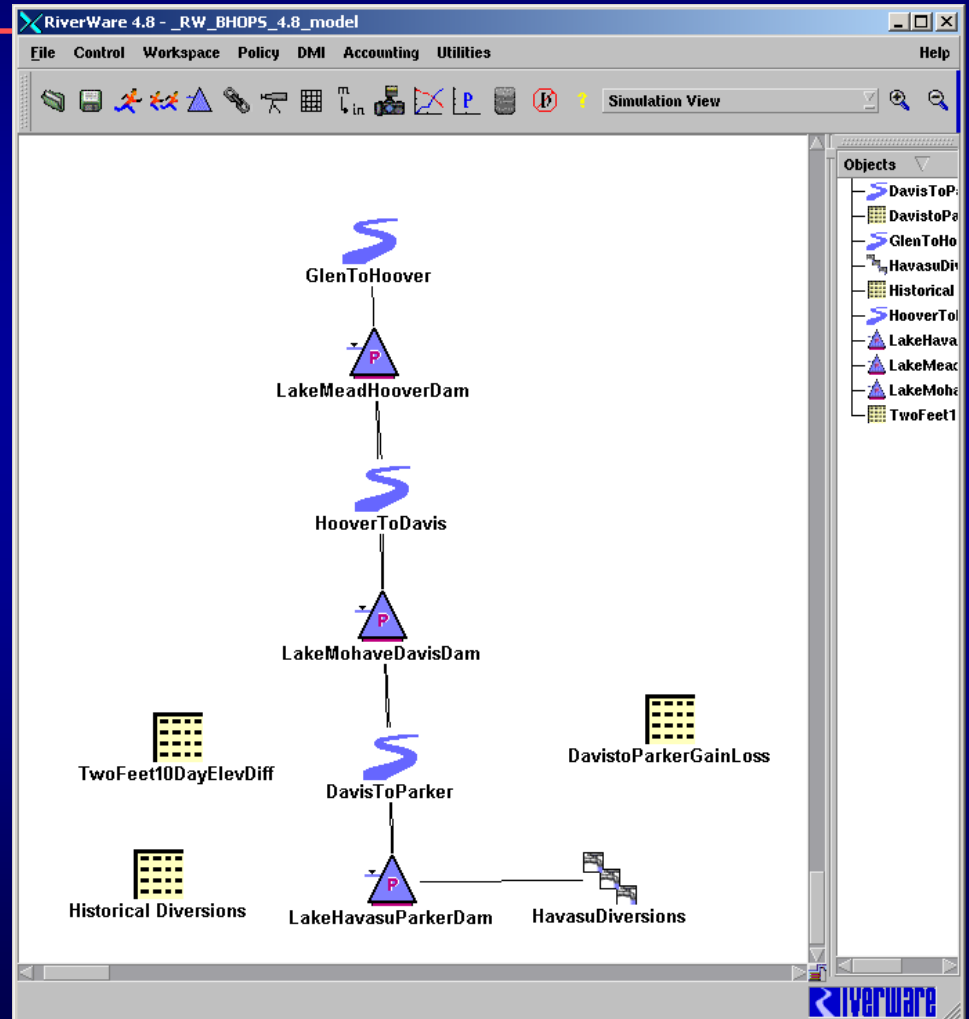 RiverWare 4.8 - _RW_BHOPS_4.8_model
File Control Workspace Policy DMI Accounting Utilities Help
m
in
P
?
Simulation View
Objects
DavisToP
DavistoPa
GlenToHo
HavasuDiv
Historical
HooverTo
LakeHava
LakeMead
LakeMoha
TwoFeet1
GlenToHoover
P
LakeMeadHooverDam
HooverToDavis
P
LakeMohaveDavisDam
TwoFeet10DayElevDiff
DavistoParkerGainLoss
DavisToParker
Historical Diversions
P
LakeHavasuParkerDam
HavasuDiversions
RiverWare